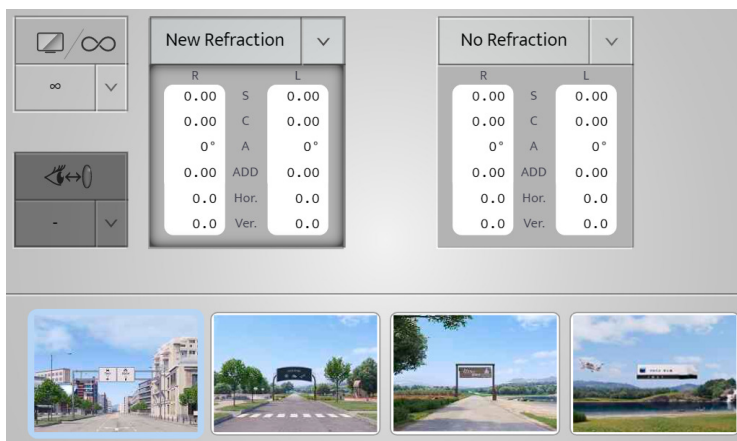 New Refraction
No Refraction
∞
∞
R L
0.00 S 0.00
0.00 C 0.00
0° A 0°
0.00 ADD 0.00
0.0 Hor. 0.0
0.0 Ver. 0.0
-
R L
0.00 S 0.00
0.00 C 0.00
0° A 0°
0.00 ADD 0.00
0.0 Hor. 0.0
0.0 Ver. 0.0